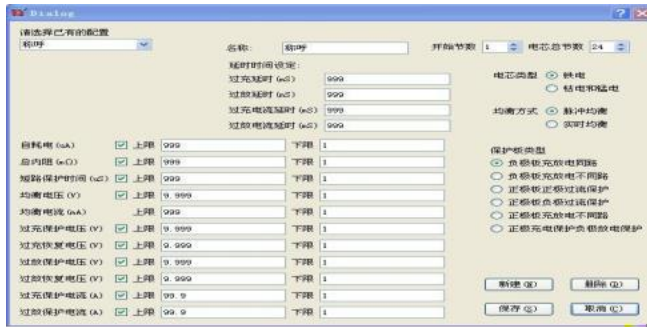 Dialog
请选择已有的配置
称呼
名称: 称呼 开始节数 1 电芯总节数 24
延时时间设定:
过充延时 (mS) 999
过放延时 (mS) 999
过充电流延时 (mS) 999
过放电流延时 (mS) 999
电芯类型 铁电
钴电和锰电
均衡方式 脉冲均衡
实时均衡
自耗电 (uA) 上限 999 下限 1
总内阻 (mΩ) 上限 999 下限 1
短路保护时间 (uS) 上限 999 下限 1
均衡电压 (V) 上限 9.999 下限 1
均衡电流 (mA) 上限 999 下限 1
过充保护电压 (V) 上限 9.999 下限 1
过充恢复电压 (V) 上限 9.999 下限 1
过放保护电压 (V) 上限 9.999 下限 1
过放恢复电压 (V) 上限 9.999 下限 1
过充保护电流 (A) 上限 99.9 下限 1
过放保护电流 (A) 上限 99.9 下限 1
保护板类型
负极板充放电同路
负极板充放电不同路
正极板正极过流保护
正极板负极过流保护
正极板充放电不同路
正极充电保护负极放电保护
新建(N) 删除(D)
保存(S) 取消(C)